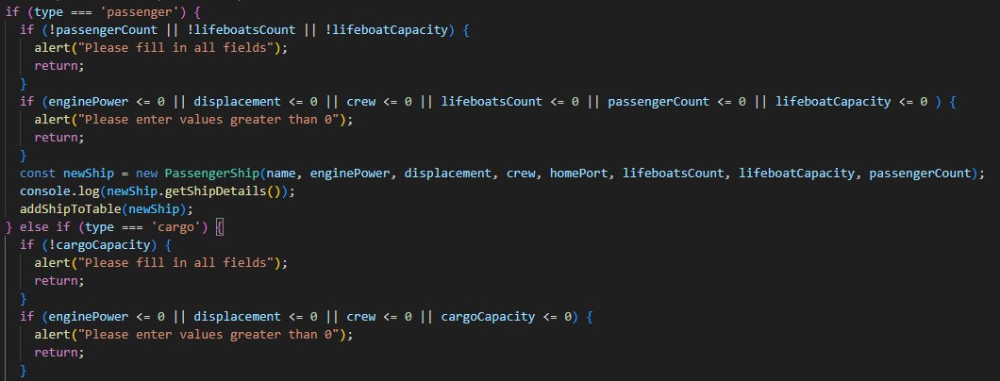 if (type === 'passenger') {
if (!passengerCount || !lifeboatsCount || !lifeboatCapacity) {
alert("Please fill in all fields");
return;
}
if (enginePower <= 0 || displacement <= 0 || crew <= 0 || lifeboatsCount <= 0 || passengerCount <= 0 || lifeboatCapacity <= 0 ) {
alert("Please enter values greater than 0");
return;
}
const newShip = new PassengerShip(name, enginePower, displacement, crew, homePort, lifeboatsCount, lifeboatCapacity, passengerCount);
console.log(newShip.getShipDetails());
addShipToTable(newShip);
} else if (type === 'cargo') {
if (!cargoCapacity) {
alert("Please fill in all fields");
return;
}
if (enginePower <= 0 || displacement <= 0 || crew <= 0 || cargoCapacity <= 0) {
alert("Please enter values greater than 0");
return;
}